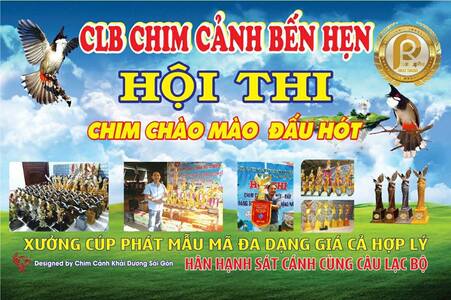 CLB CHIM CẢNH BẾN HẸN
HỘI THI
CHIM CHÀO MÀO ĐẤU HÓT
XƯỞNG CÚP PHÁT MẪU MÃ ĐA DẠNG GIÁ CẢ HỢP LÝ
Designed by Chim Cảnh Khải Dương Sài Gòn
HÂN HẠNH SÁT CÁNH CÙNG CÂU LẠC BỘ